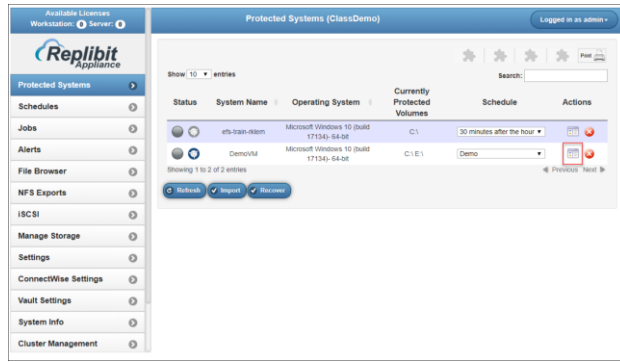 Available Licenses
Workstation: 0 Server: 0
Protected Systems (ClassDemo)
Logged in as admin
Replibit
Appliance
Protected Systems
Schedules
Jobs
Alerts
File Browser
NFS Exports
iSCSI
Manage Storage
Settings
ConnectWise Settings
Vault Settings
System Info
Cluster Management
Print
Show 10 entries
Search:
Status System Name Operating System Currently Protected Volumes Schedule Actions
efs-train-rklem Microsoft Windows 10 (build 17134)- 64-bit C:\ 30 minutes after the hour
DemoVM Microsoft Windows 10 (build 17134)- 64-bit C:\ E:\ Demo
Showing 1 to 2 of 2 entries
Previous Next
Refresh Import Recover